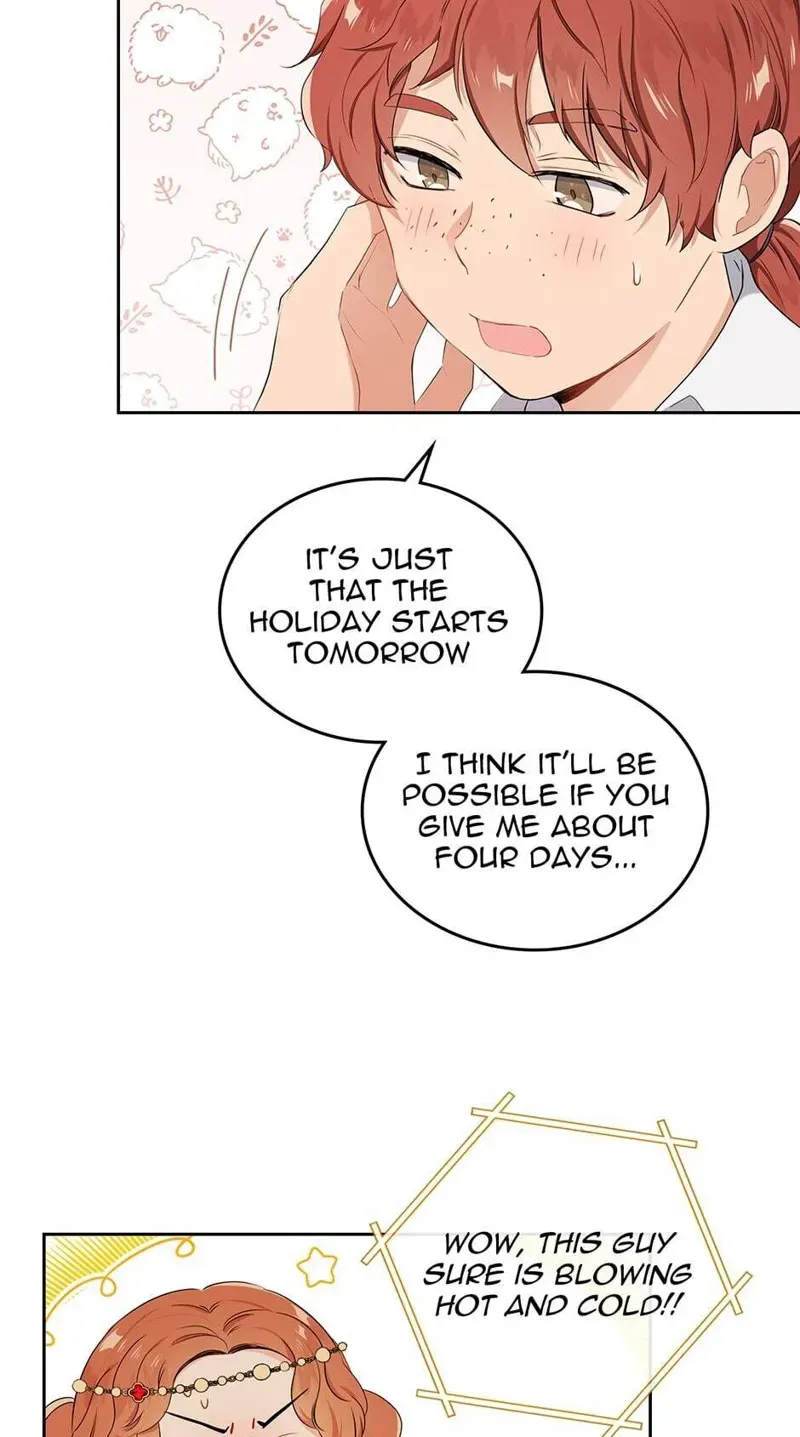 IT'S JUST
THAT THE
HOLIDAY STARTS
TOMORROW
I THINK IT'LL BE
POSSIBLE IF YOU
GIVE ME ABOUT
FOUR DAYS...
WOW, THIS GUY
SURE IS BLOWING
HOT AND COLD!!